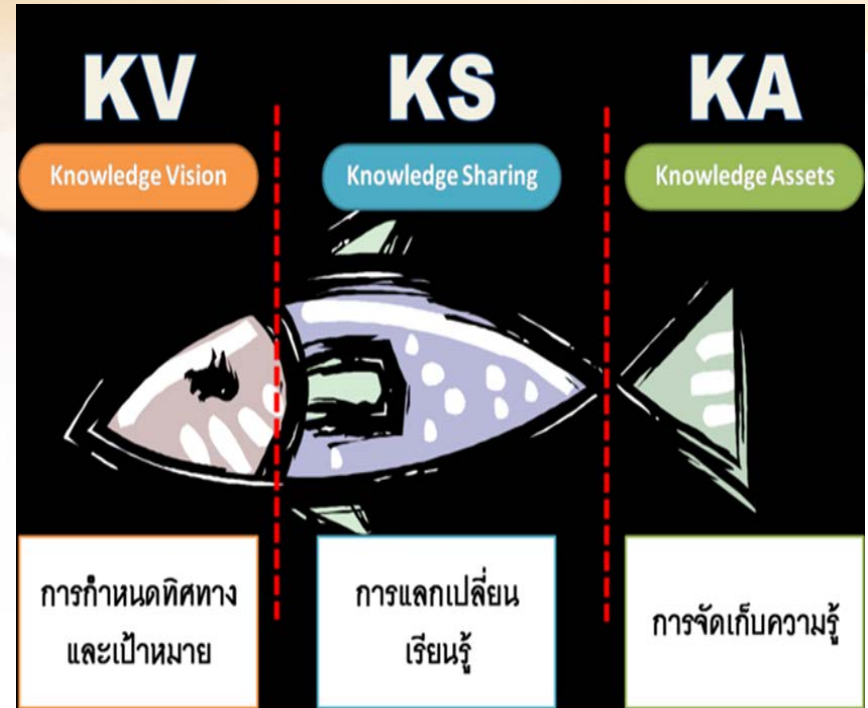 KV
Knowledge Vision
KS
Knowledge Sharing
KA
Knowledge Assets
การกำหนดทิศทาง
และเป้าหมาย
การแลกเปลี่ยน
เรียนรู้
การจัดเก็บความรู้